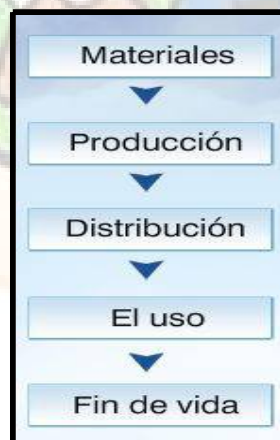 Materiales
Producción
Distribución
El uso
Fin de vida